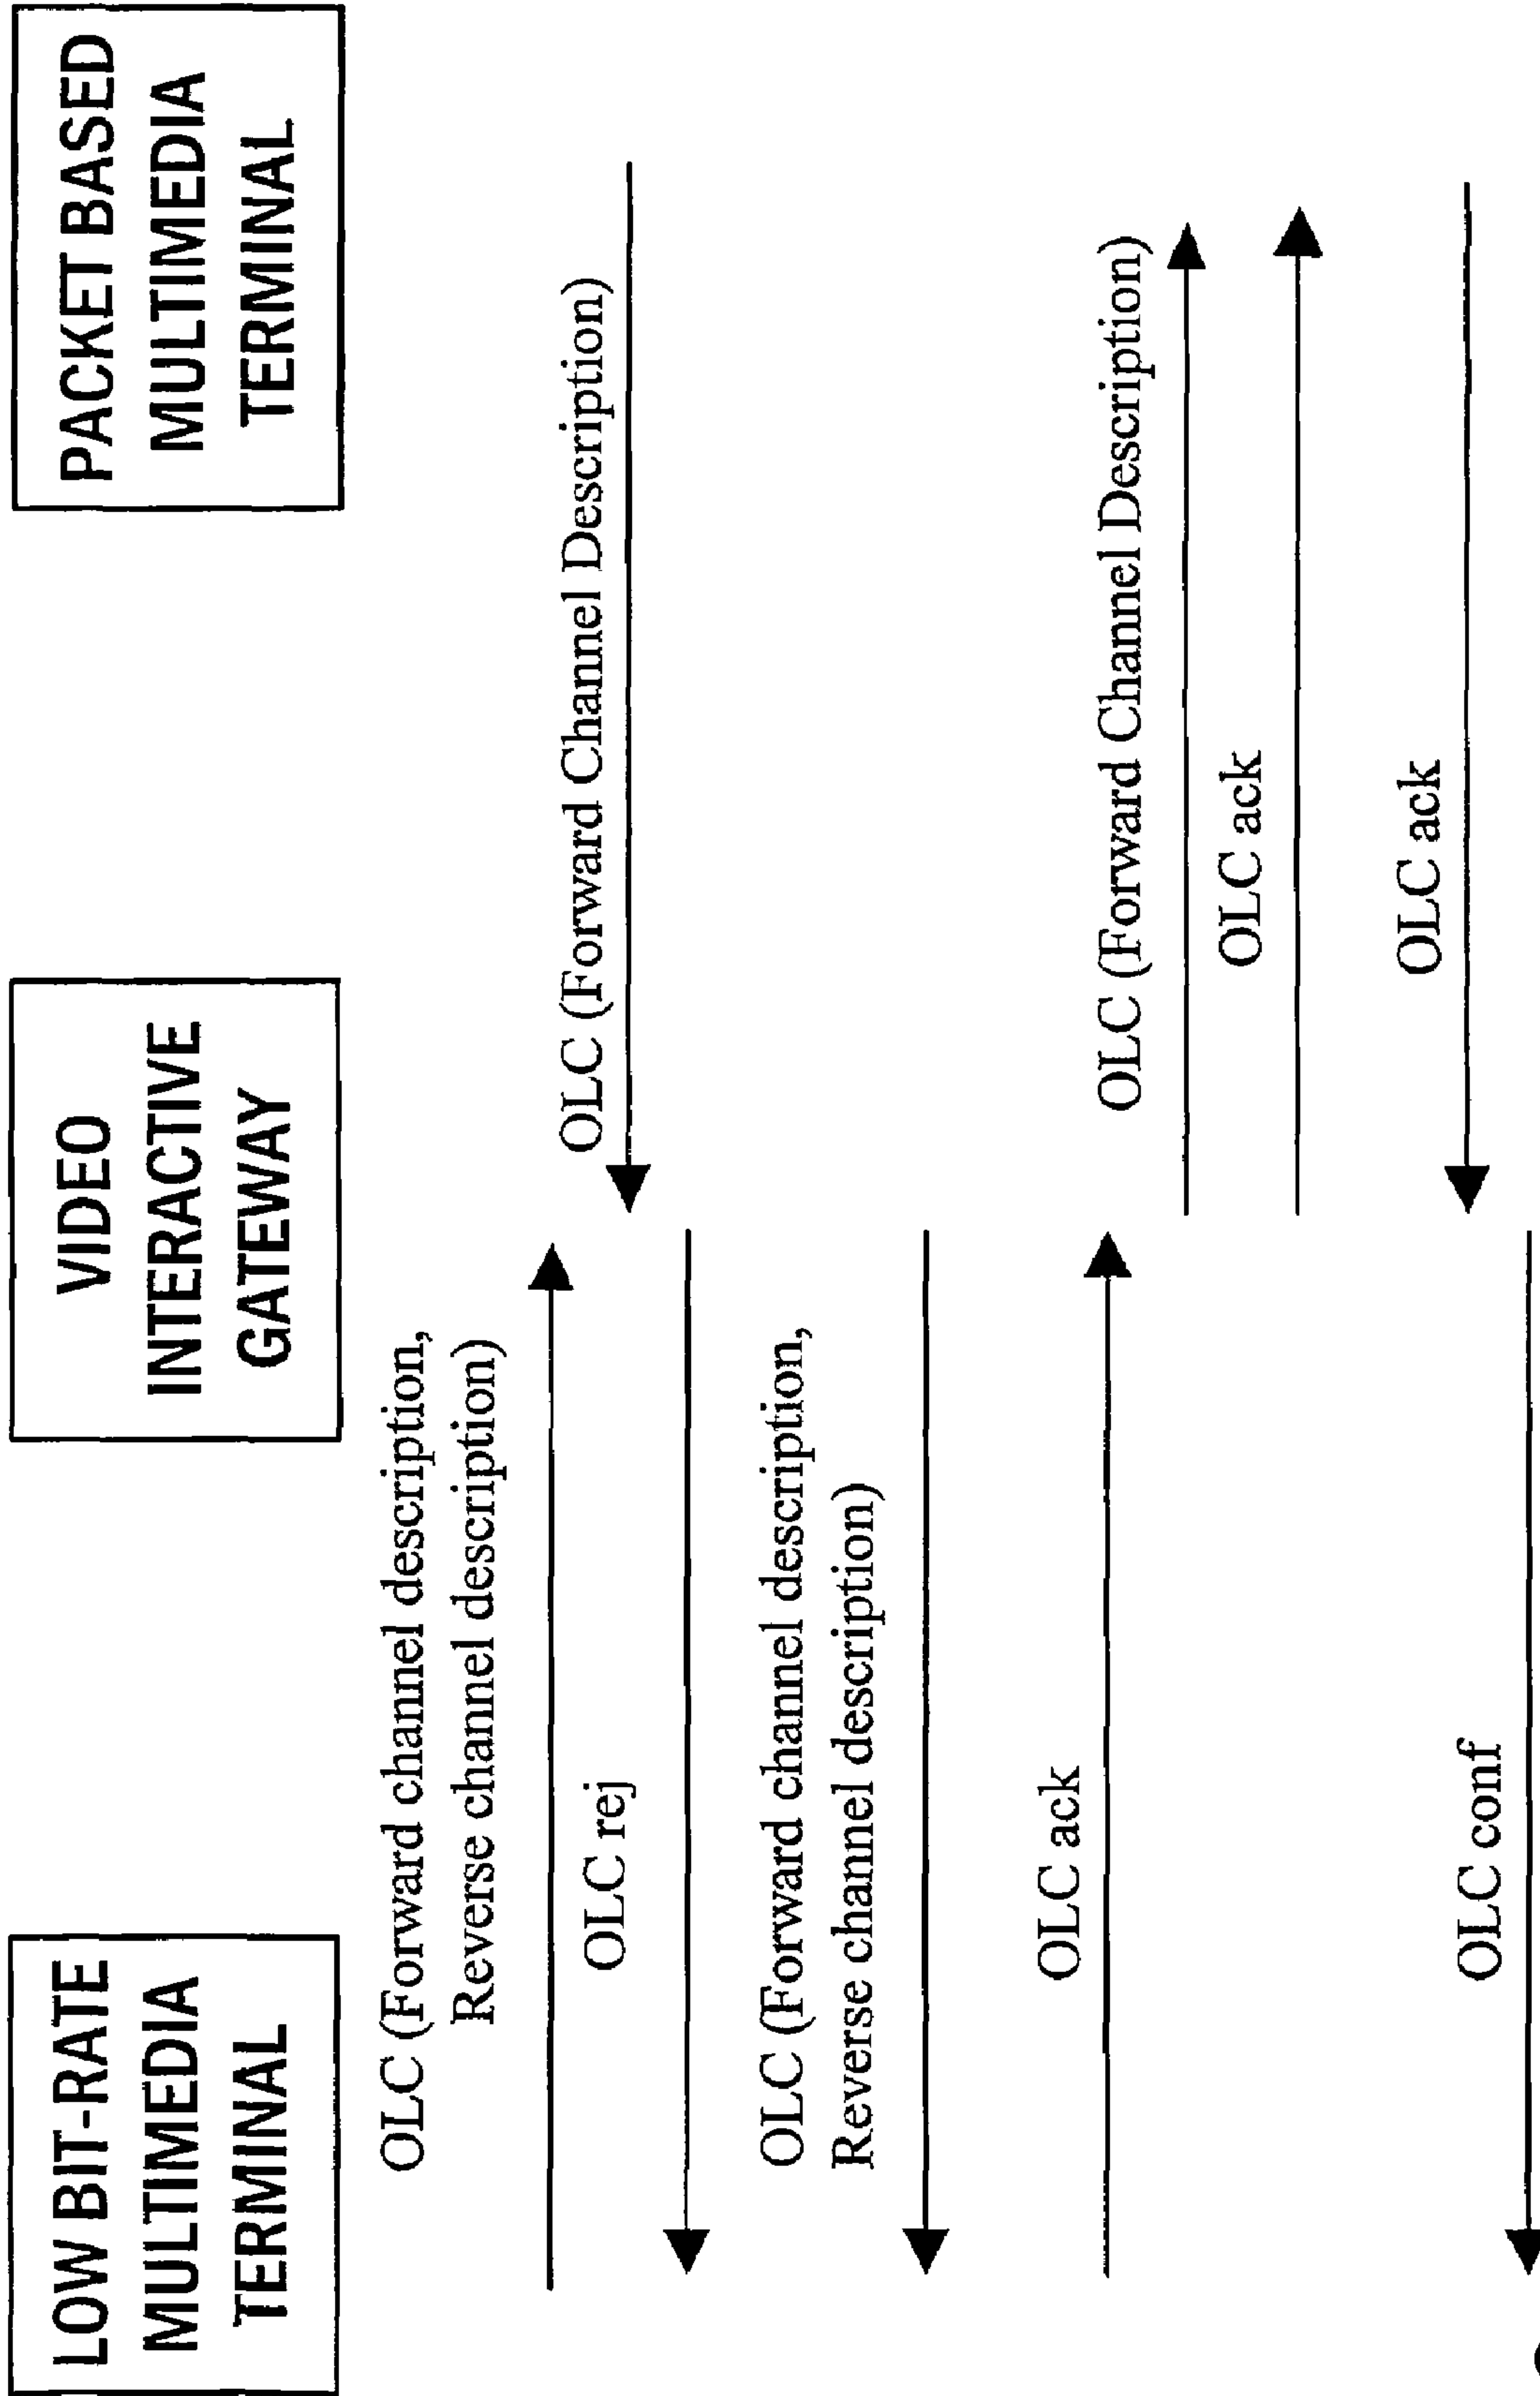 LOW BIT-RATE
MULTIMEDIA
TERMINAL
VIDEO
INTERACTIVE
GATEWAY
PACKET BASED
MULTIMEDIA
TERMINAL
OLC (Forward channel description,
Reverse channel description)
OLC (Forward Channel Description)
OLC rej
OLC (Forward channel description,
Reverse channel description)
OLC ack
OLC (Forward Channel Description)
OLC ack
OLC ack
OLC conf